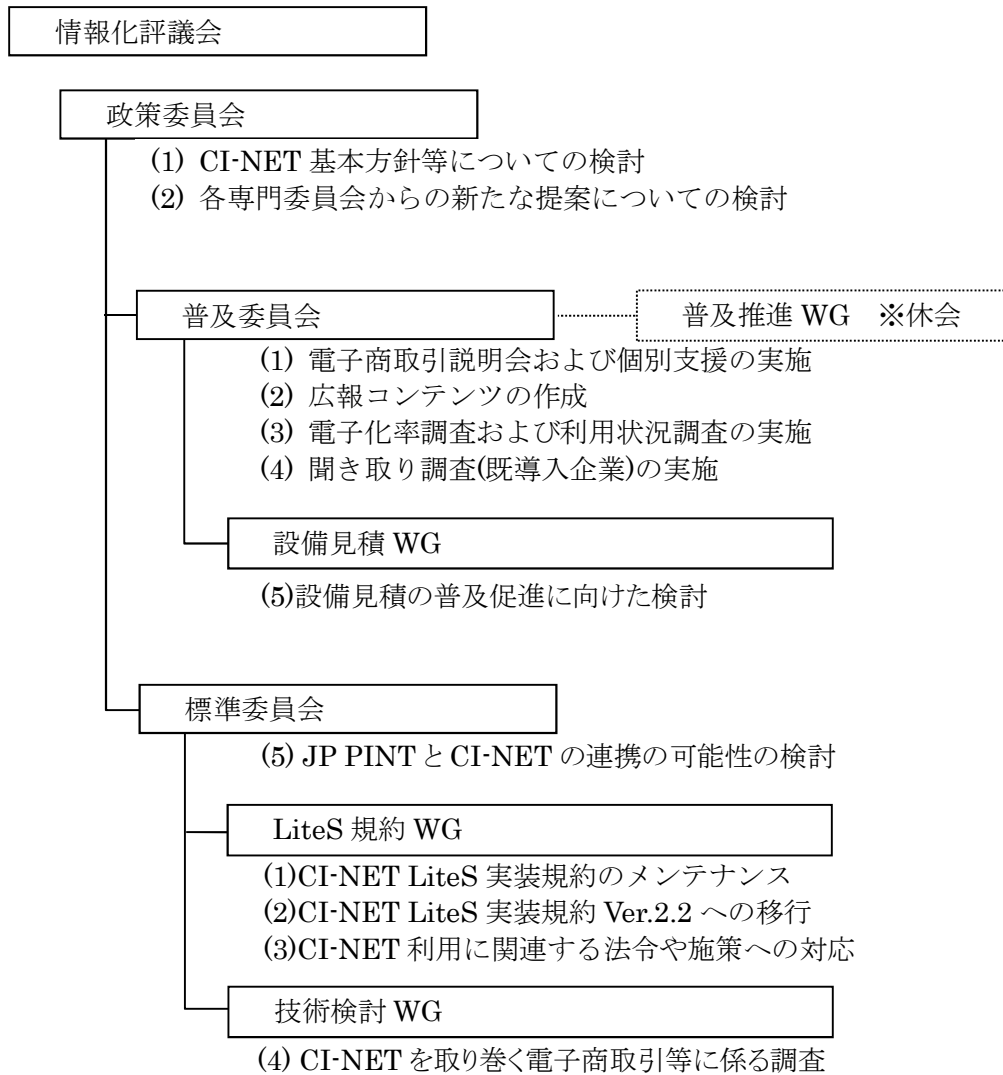 情報化評議会
政策委員会
(1) CI-NET 基本方針等についての検討
(2) 各専門委員会からの新たな提案についての検討
普及委員会
普及推進 WG ※休会
(1) 電子商取引説明会および個別支援の実施
(2) 広報コンテンツの作成
(3) 電子化率調査および利用状況調査の実施
(4) 聞き取り調査(既導入企業)の実施
設備見積 WG
(5)設備見積の普及促進に向けた検討
標準委員会
(5) JP PINT と CI-NET の連携の可能性の検討
LiteS 規約 WG
(1)CI-NET LiteS 実装規約のメンテナンス
(2)CI-NET LiteS 実装規約 Ver.2.2 への移行
(3)CI-NET 利用に関連する法令や施策への対応
技術検討 WG
(4) CI-NET を取り巻く電子商取引等に係る調査